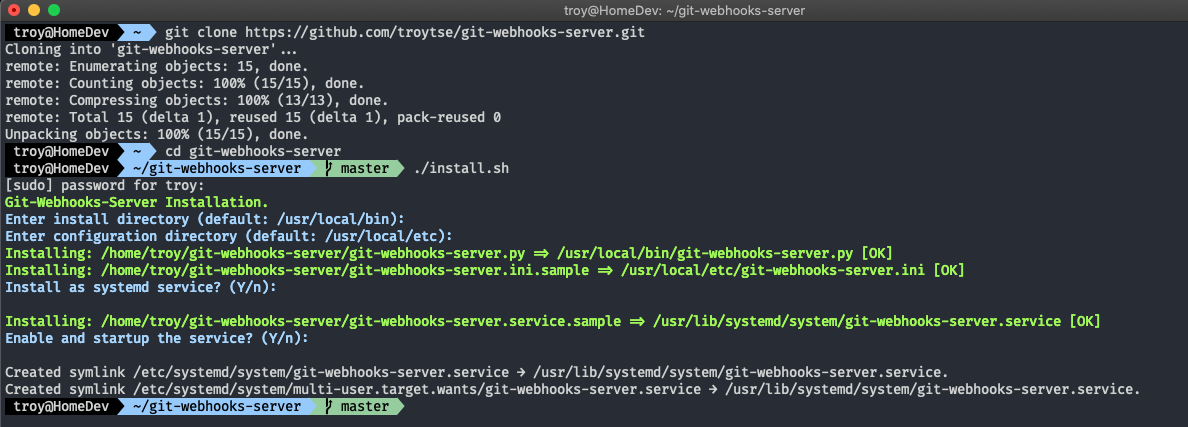 troy@HomeDev: ~/git-webhooks-server
troy@HomeDev ~ git clone https://github.com/troytse/git-webhooks-server.git
Cloning into 'git-webhooks-server'...
remote: Enumerating objects: 15, done.
remote: Counting objects: 100% (15/15), done.
remote: Compressing objects: 100% (13/13), done.
remote: Total 15 (delta 1), reused 15 (delta 1), pack-reused 0
Unpacking objects: 100% (15/15), done.
troy@HomeDev ~ cd git-webhooks-server
troy@HomeDev ~/git-webhooks-server master ./install.sh
[sudo] password for troy:
Git-Webhooks-Server Installation.
Enter install directory (default: /usr/local/bin):
Enter configuration directory (default: /usr/local/etc):
Installing: /home/troy/git-webhooks-server/git-webhooks-server.py => /usr/local/bin/git-webhooks-server.py [OK]
Installing: /home/troy/git-webhooks-server/git-webhooks-server.ini.sample => /usr/local/etc/git-webhooks-server.ini [OK]
Install as systemd service? (Y/n):
Installing: /home/troy/git-webhooks-server/git-webhooks-server.service.sample => /usr/lib/systemd/system/git-webhooks-server.service [OK]
Enable and startup the service? (Y/n):
Created symlink /etc/systemd/system/git-webhooks-server.service → /usr/lib/systemd/system/git-webhooks-server.service.
Created symlink /etc/systemd/system/multi-user.target.wants/git-webhooks-server.service → /usr/lib/systemd/system/git-webhooks-server.service.
troy@HomeDev ~/git-webhooks-server master